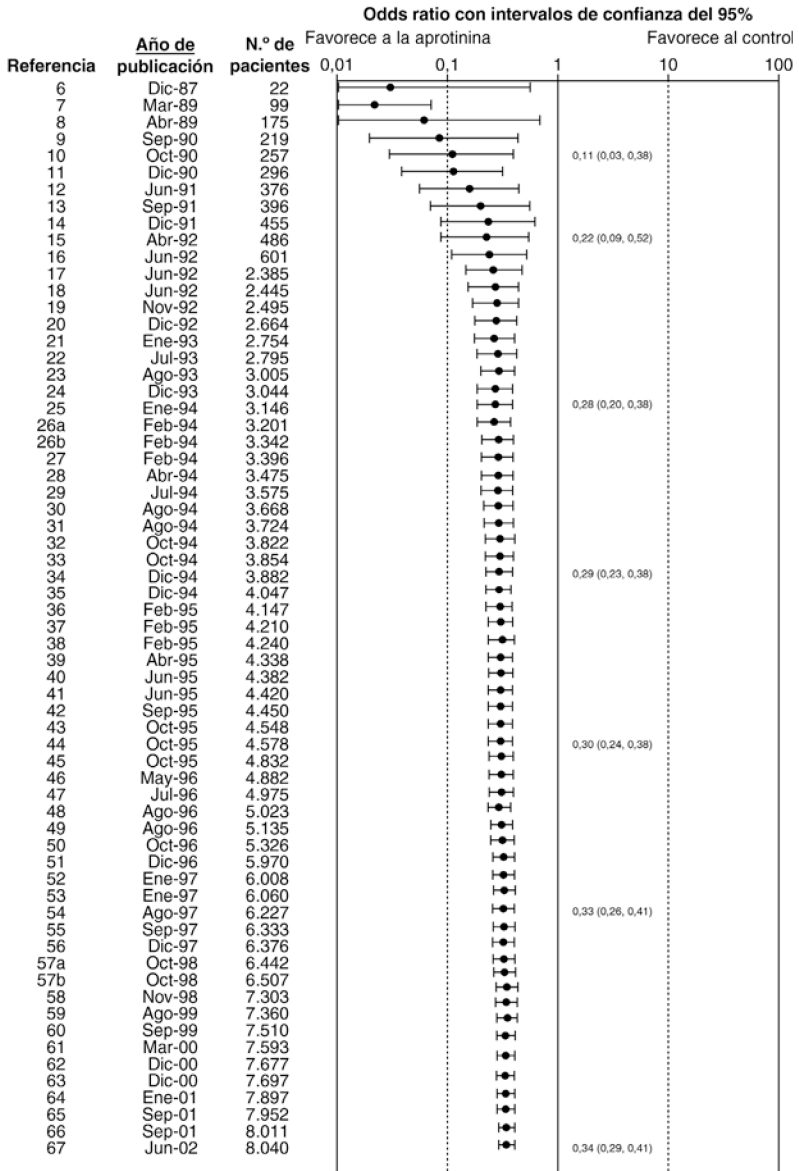 Odds ratio con intervalos de confianza del 95%
Favorece a la aprotinina Favorece al control
Referencia Año de publicación N.º de pacientes 0,01 0,1 1 10 100
6 Dic-87 22
7 Mar-89 99
8 Abr-89 175
9 Sep-90 219
10 Oct-90 257 0,11 (0,03, 0,38)
11 Dic-90 296
12 Jun-91 376
13 Sep-91 396
14 Dic-91 455
15 Abr-92 486 0,22 (0,09, 0,52)
16 Jun-92 601
17 Jun-92 2.385
18 Jun-92 2.445
19 Nov-92 2.495
20 Dic-92 2.664
21 Ene-93 2.754
22 Jul-93 2.795
23 Ago-93 3.005
24 Dic-93 3.044
25 Ene-94 3.146 0,28 (0,20, 0,38)
26a Feb-94 3.201
26b Feb-94 3.342
27 Feb-94 3.396
28 Abr-94 3.475
29 Jul-94 3.575
30 Ago-94 3.668
31 Ago-94 3.724
32 Oct-94 3.822
33 Oct-94 3.854
34 Dic-94 3.882 0,29 (0,23, 0,38)
35 Dic-94 4.047
36 Feb-95 4.147
37 Feb-95 4.210
38 Feb-95 4.240
39 Abr-95 4.338
40 Jun-95 4.382
41 Jun-95 4.420
42 Sep-95 4.450
43 Oct-95 4.548
44 Oct-95 4.578 0,30 (0,24, 0,38)
45 Oct-95 4.832
46 May-96 4.882
47 Jul-96 4.975
48 Ago-96 5.023
49 Ago-96 5.135
50 Oct-96 5.326
51 Dic-96 5.970
52 Ene-97 6.008
53 Ene-97 6.060
54 Ago-97 6.227 0,33 (0,26, 0,41)
55 Sep-97 6.333
56 Dic-97 6.376
57a Oct-98 6.442
57b Oct-98 6.507
58 Nov-98 7.303
59 Ago-99 7.360
60 Sep-99 7.510
61 Mar-00 7.593
62 Dic-00 7.677
63 Dic-00 7.697
64 Ene-01 7.897
65 Sep-01 7.952
66 Sep-01 8.011
67 Jun-02 8.040 0,34 (0,29, 0,41)